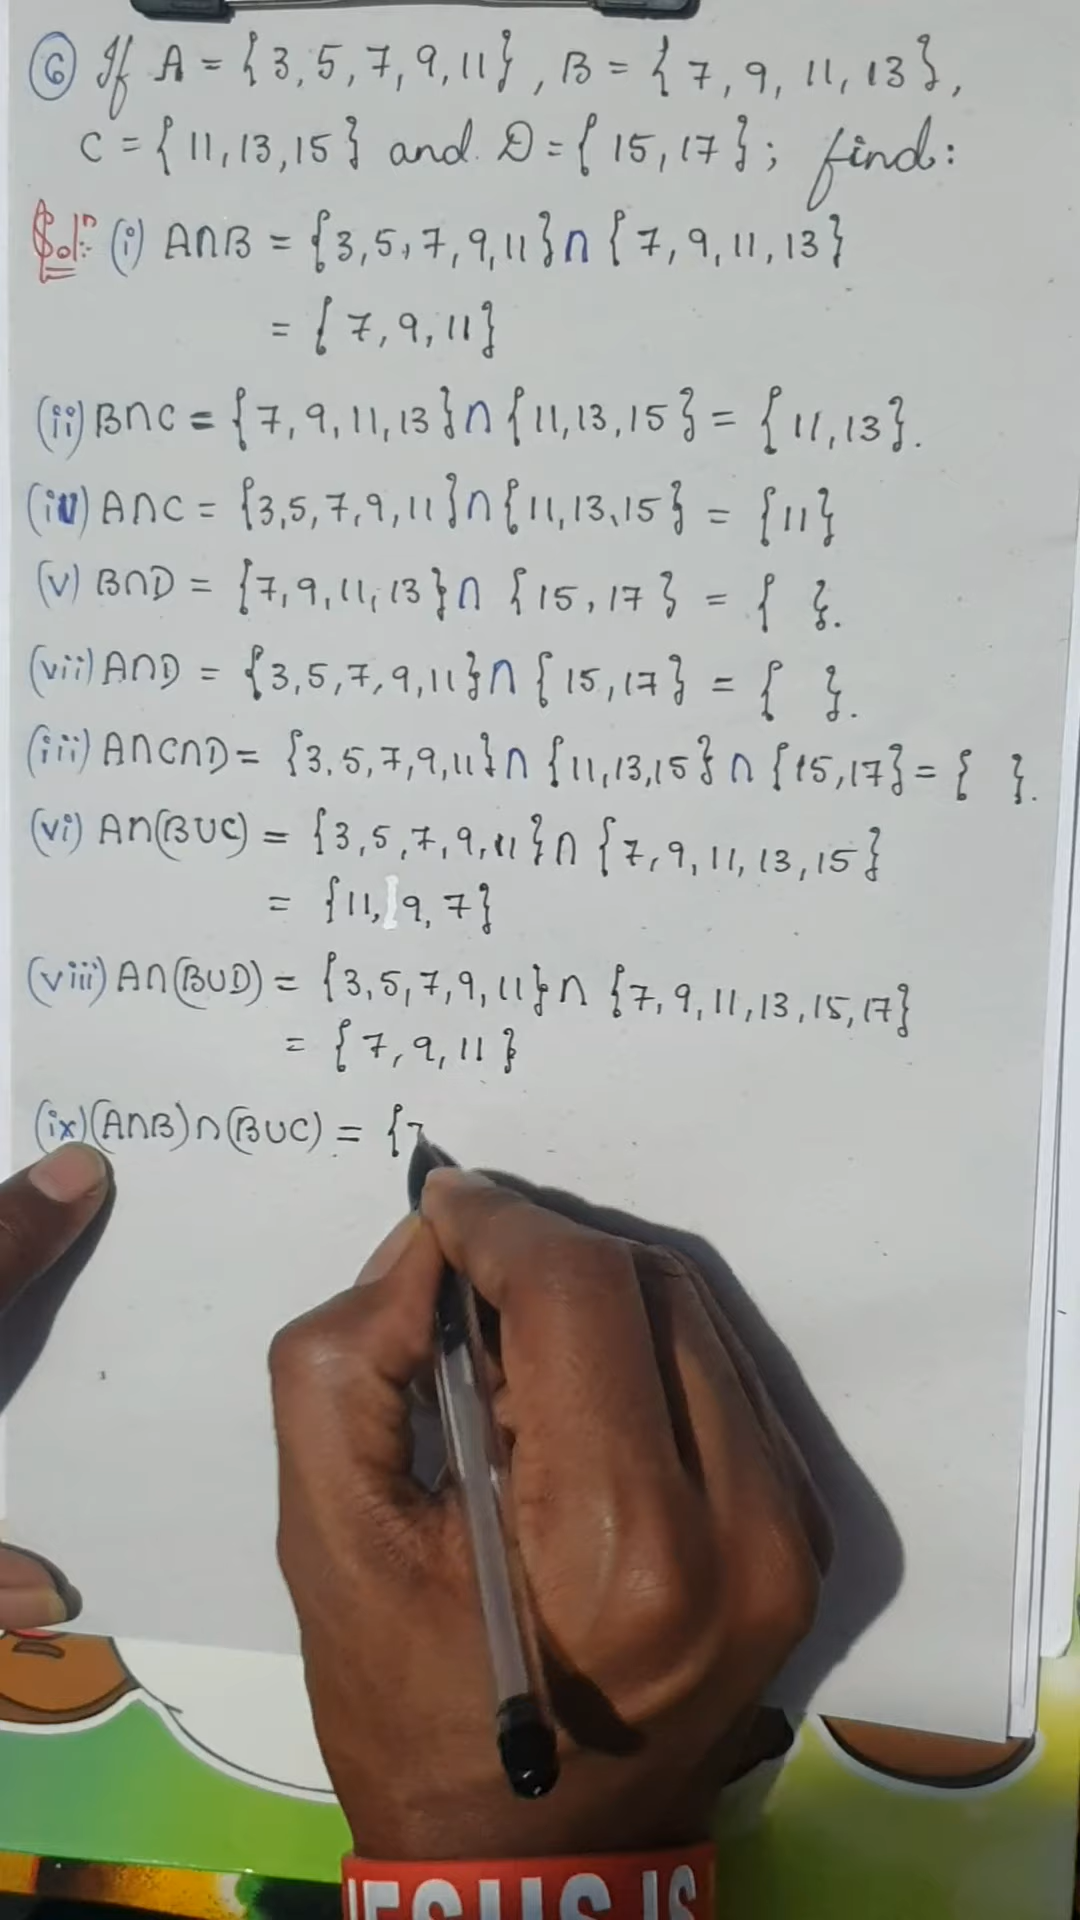 6 If A = {3, 5, 7, 9, 11}, B = {7, 9, 11, 13},
C = {11, 13, 15} and D = {15, 17}; find:
Solⁿ:- (i) A∩B = {3, 5, 7, 9, 11} ∩ {7, 9, 11, 13}
= {7, 9, 11}
(ii) B∩C = {7, 9, 11, 13} ∩ {11, 13, 15} = {11, 13}.
(iv) A∩C = {3, 5, 7, 9, 11} ∩ {11, 13, 15} = {11}
(v) B∩D = {7, 9, 11, 13} ∩ {15, 17} = { }.
(vii) A∩D = {3, 5, 7, 9, 11} ∩ {15, 17} = { }.
(iii) A∩C∩D = {3, 5, 7, 9, 11} ∩ {11, 13, 15} ∩ {15, 17} = { }.
(vi) A∩(B∪C) = {3, 5, 7, 9, 11} ∩ {7, 9, 11, 13, 15}
= {11, 9, 7}
(viii) A∩(B∪D) = {3, 5, 7, 9, 11} ∩ {7, 9, 11, 13, 15, 17}
= {7, 9, 11}
(ix) (A∩B)∩(B∪C) = {7
JESUS IS